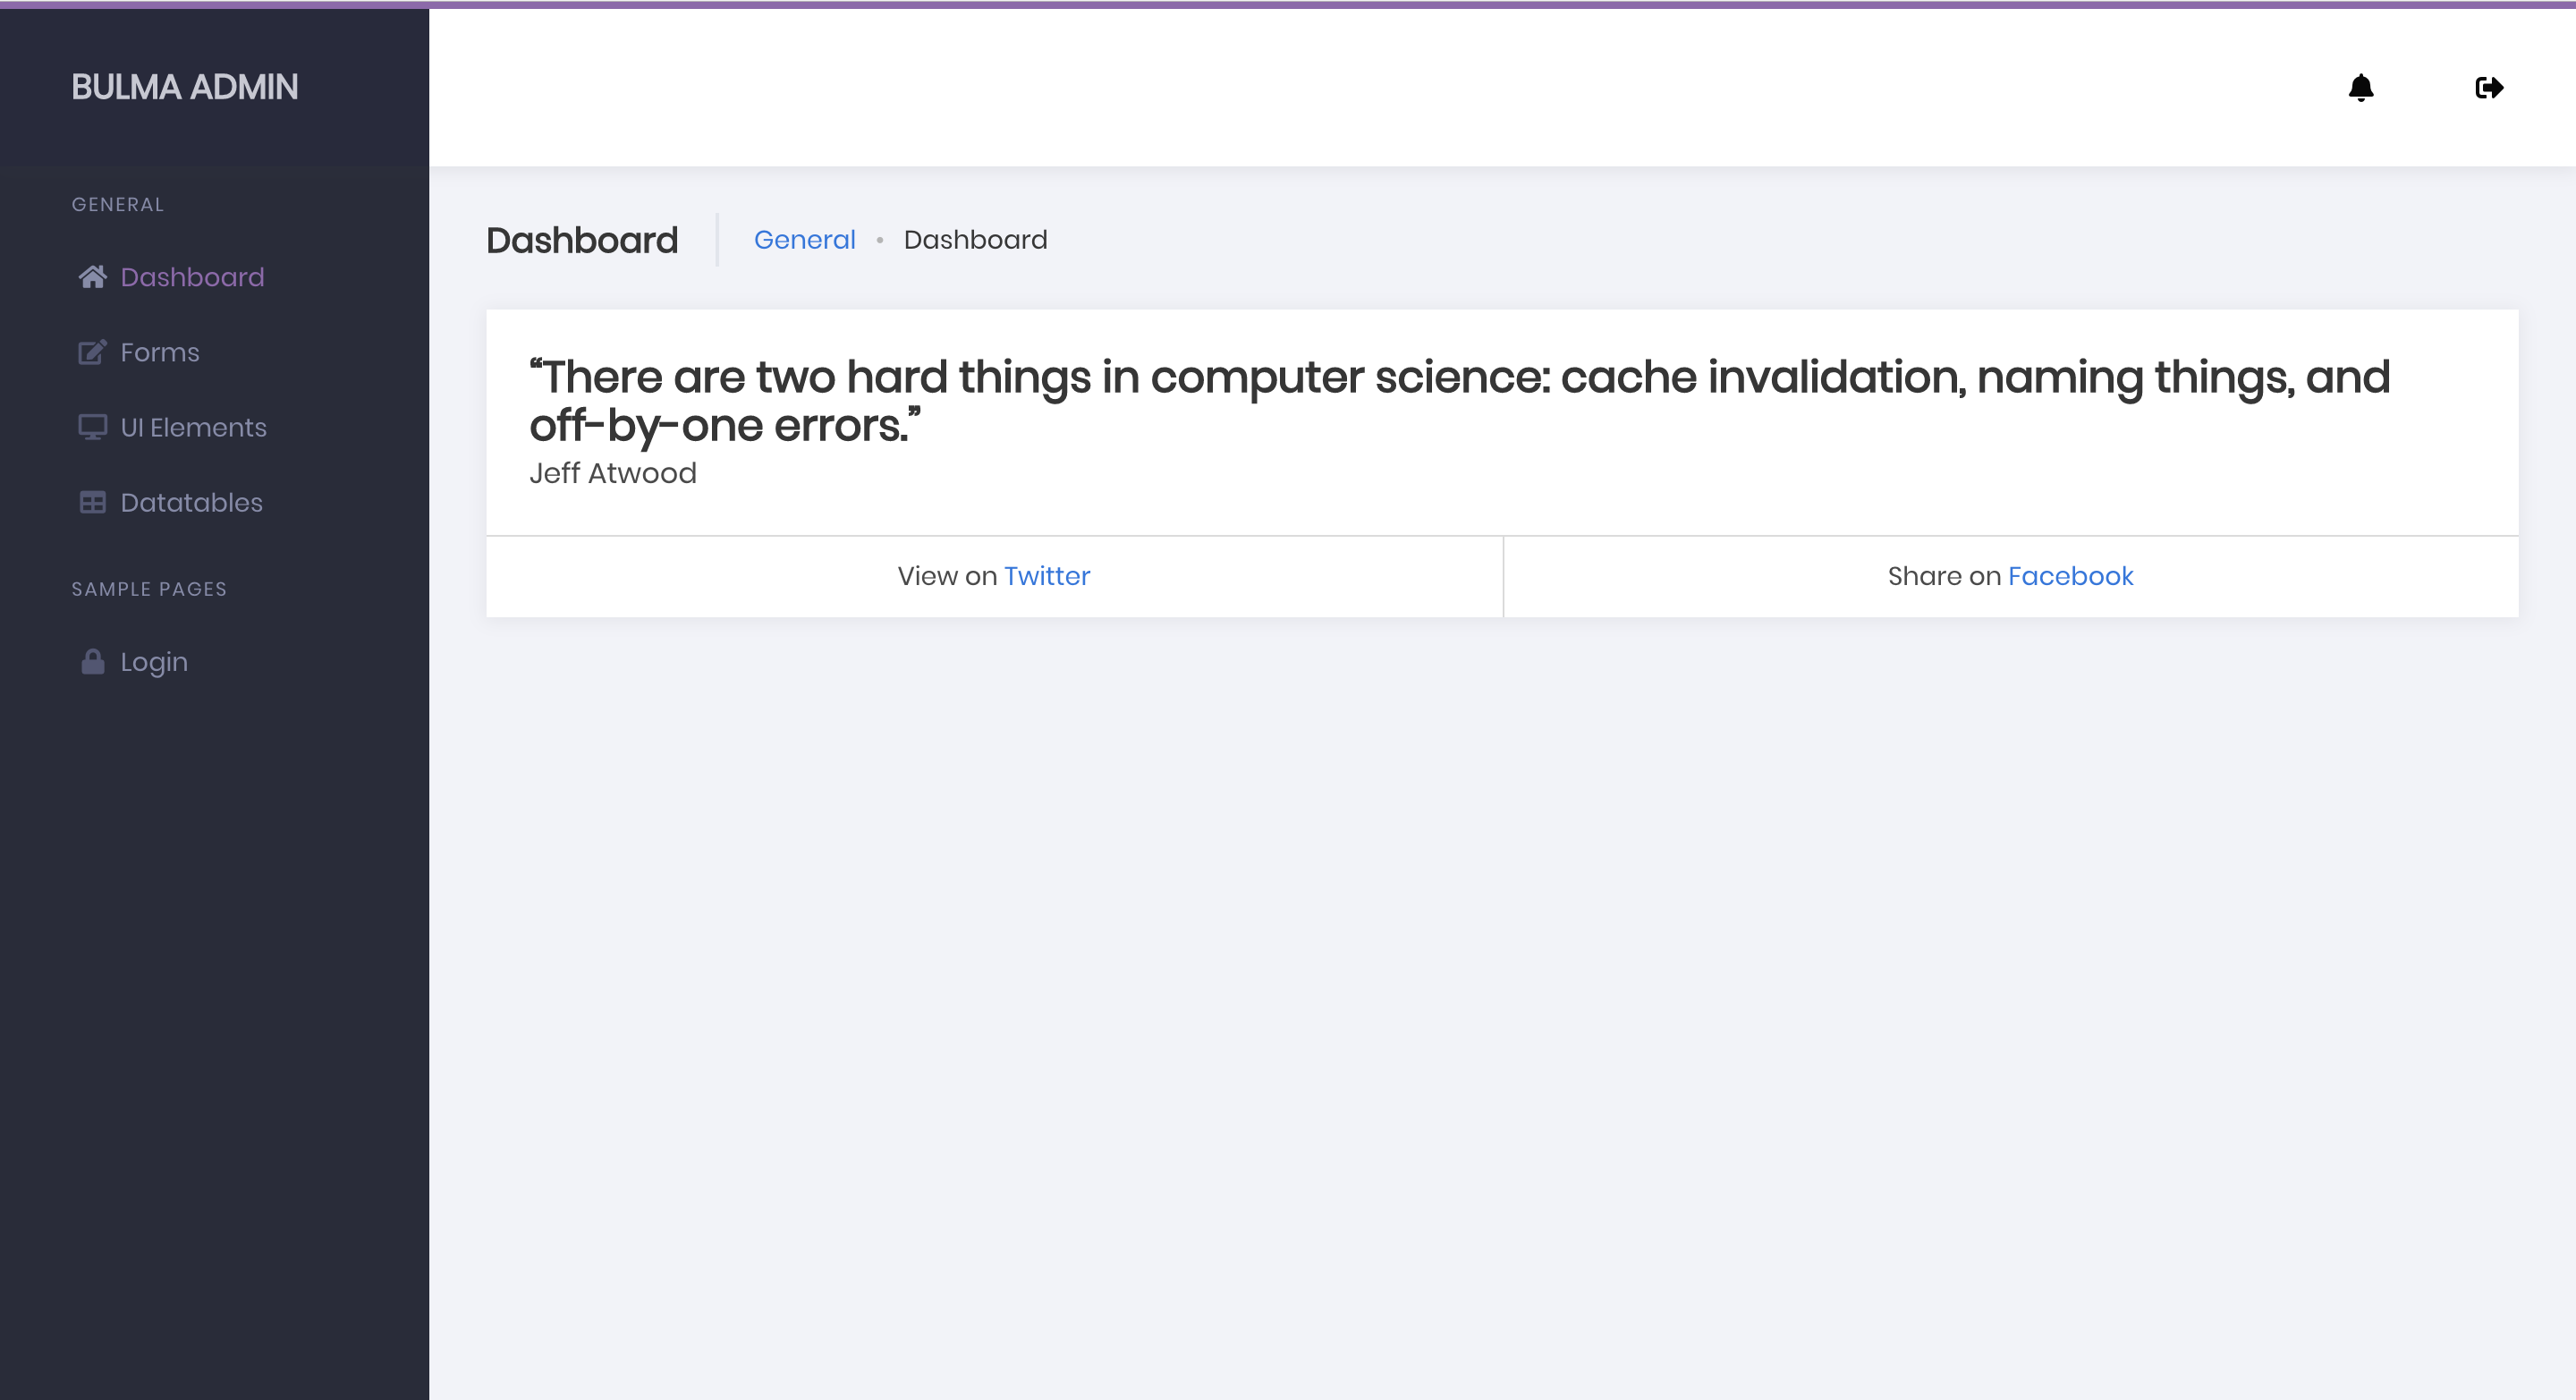 BULMA ADMIN
GENERAL
Dashboard
Forms
UI Elements
Datatables
SAMPLE PAGES
Login
Dashboard
General • Dashboard
“There are two hard things in computer science: cache invalidation, naming things, and
off-by-one errors.”
Jeff Atwood
View on Twitter
Share on Facebook